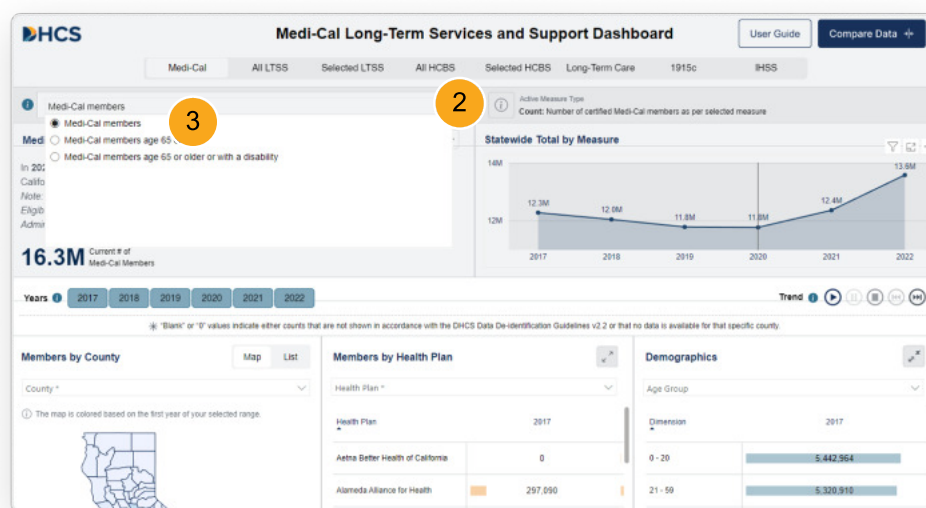 DHCS
Medi-Cal Long-Term Services and Support Dashboard
User Guide
Compare Data
Medi-Cal
All LTSS
Selected LTSS
All HCBS
Selected HCBS
Long-Term Care
1915c
IHSS
Medi-Cal members
Medi-Cal members
Medi-Cal members age 65
Medi-Cal members age 65 or older or with a disability
3
2
Active Measure Type
Count: Number of certified Medi-Cal members as per selected measure
Medi
In 202
Califo
Note:
Eligib
Admin
16.3M
Current # of
Medi-Cal Members
Statewide Total by Measure
14M
12M
12.3M
12.0M
11.8M
11.8M
12.4M
13.6M
2017
2018
2019
2020
2021
2022
Years
2017
2018
2019
2020
2021
2022
Trend
"Blank" or "0" values indicate either counts that are not shown in accordance with the DHCS Data De-identification Guidelines v2.2 or that no data is available for that specific county.
Members by County
Map
List
County *
The map is colored based on the first year of your selected range.
Members by Health Plan
Health Plan *
Health Plan
2017
Aetna Better Health of California
0
Alameda Alliance for Health
297,090
Demographics
Age Group
Dimension
2017
0 - 20
5,442,964
21 - 59
5,320,910